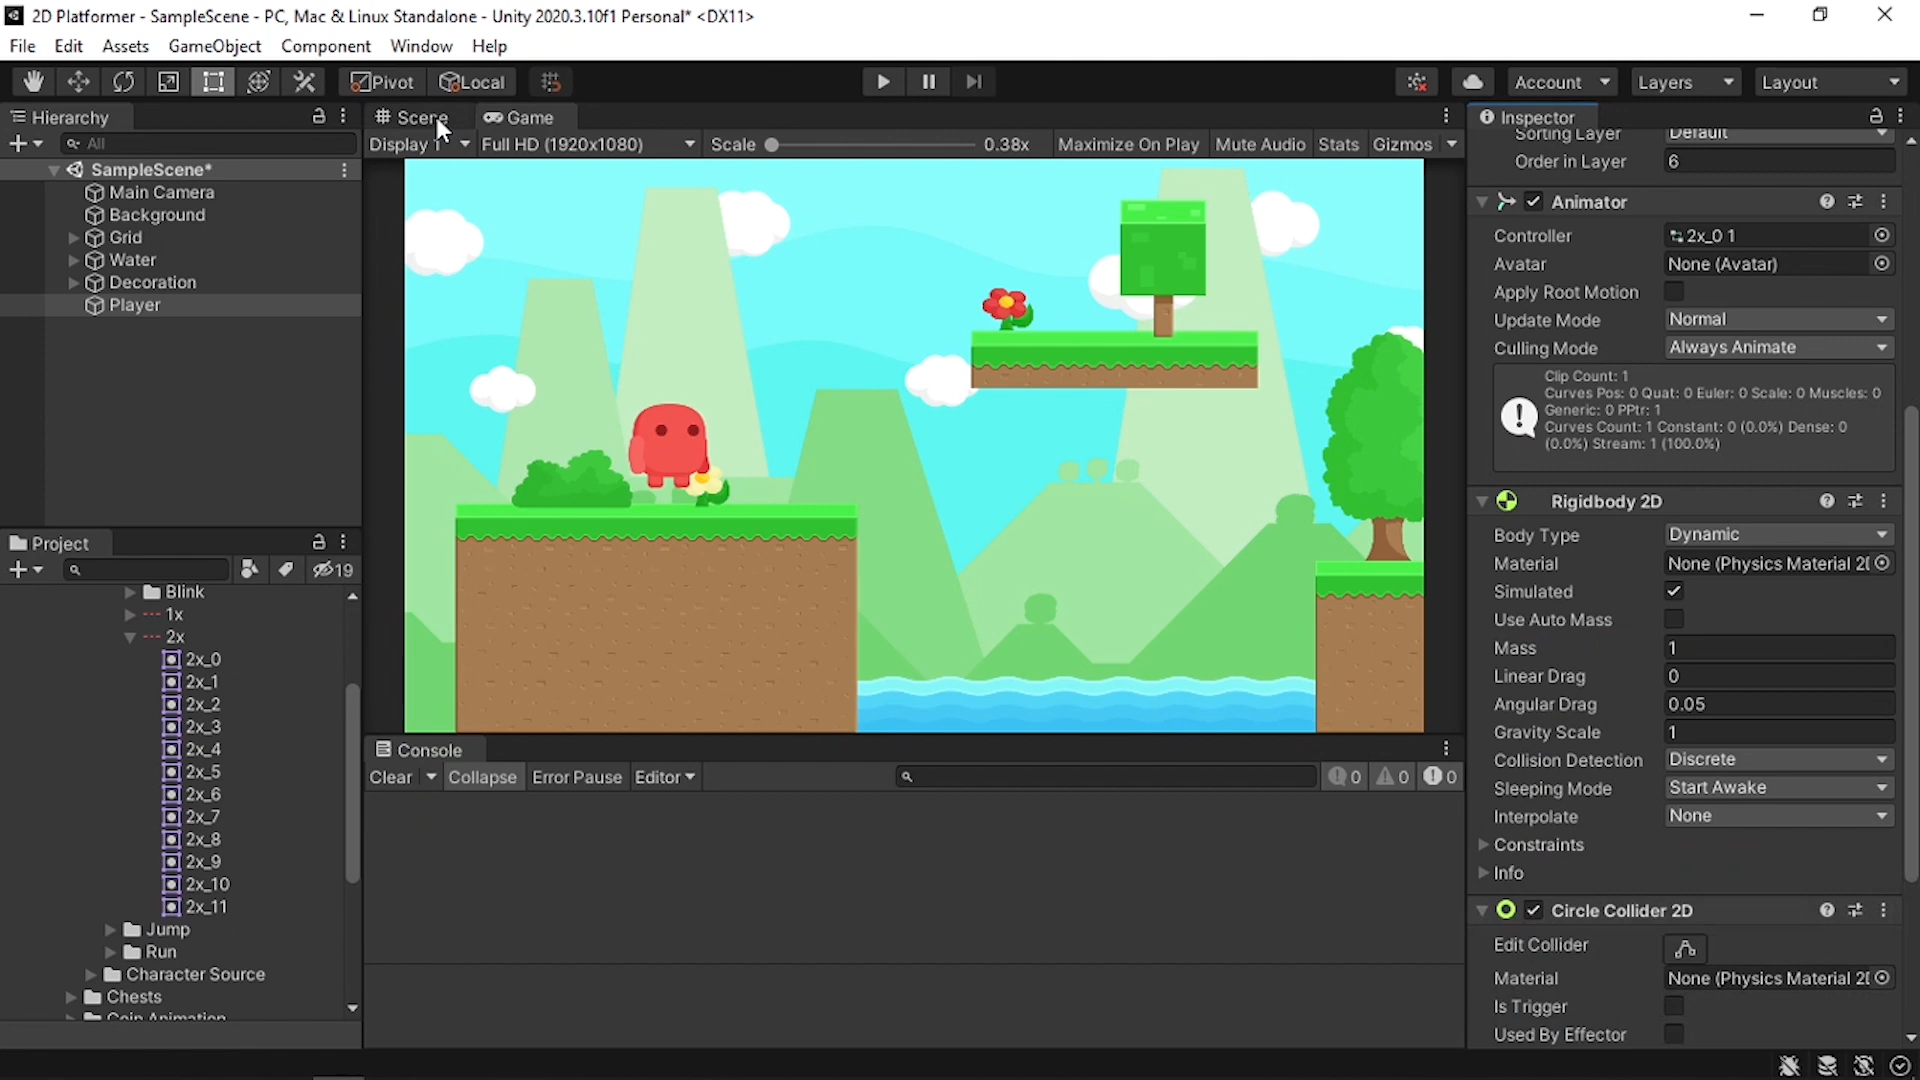 2D Platformer - SampleScene - PC, Mac & Linux Standalone - Unity 2020.3.10f1 Personal* <DX11>
File Edit Assets GameObject Component Window Help
Pivot Local Account Layers Layout
Hierarchy
All
SampleScene*
Main Camera
Background
Grid
Water
Decoration
Player
Project
19
Blink
1x
2x
2x_0
2x_1
2x_2
2x_3
2x_4
2x_5
2x_6
2x_7
2x_8
2x_9
2x_10
2x_11
Jump
Run
Character Source
Chests
Coin Animation
Scene Game
Display 1 Full HD (1920x1080) Scale 0.38x Maximize On Play Mute Audio Stats Gizmos
Console
Clear Collapse Error Pause Editor 0 0 0
Inspector
Sorting Layer Default
Order in Layer 6
Animator
Controller 2x_0 1
Avatar None (Avatar)
Apply Root Motion
Update Mode Normal
Culling Mode Always Animate
Clip Count: 1
Curves Pos: 0 Quat: 0 Euler: 0 Scale: 0 Muscles: 0
Generic: 0 PPtr: 1
Curves Count: 1 Constant: 0 (0.0%) Dense: 0
(0.0%) Stream: 1 (100.0%)
Rigidbody 2D
Body Type Dynamic
Material None (Physics Material 2D
Simulated
Use Auto Mass
Mass 1
Linear Drag 0
Angular Drag 0.05
Gravity Scale 1
Collision Detection Discrete
Sleeping Mode Start Awake
Interpolate None
Constraints
Info
Circle Collider 2D
Edit Collider
Material None (Physics Material 2D
Is Trigger
Used By Effector